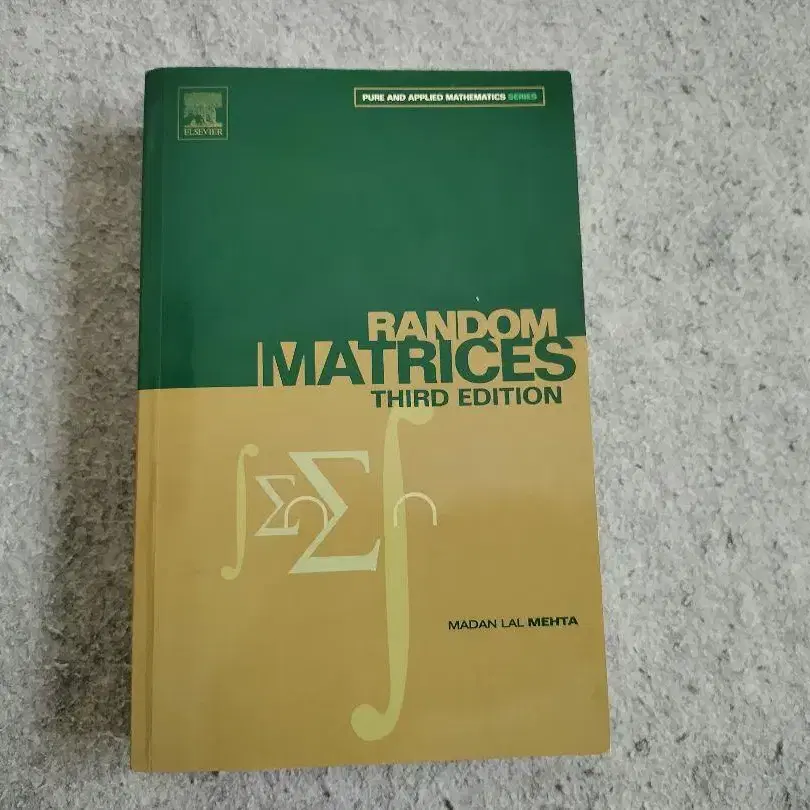 ELSEVIER
PURE AND APPLIED MATHEMATICS SERIES
RANDOM
MATRICES
THIRD EDITION
∫ Σ ∩ Σ ∫ ∩
MADAN LAL MEHTA